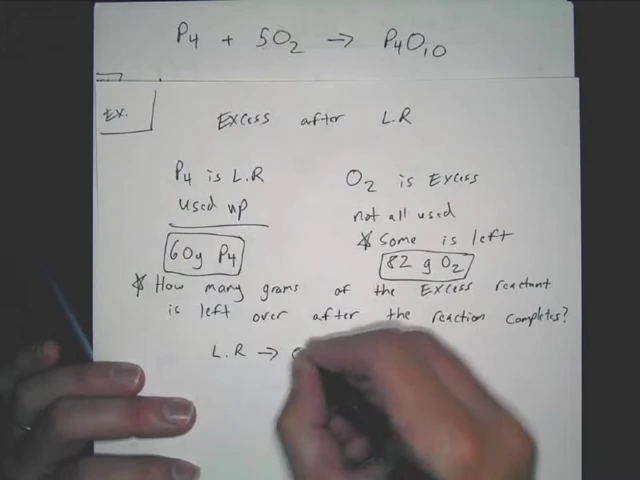 P4 + 5O2 → P4O10
Ex.
Excess after L.R
P4 is L.R
used up
60g P4
O2 is Excess
not all used
* Some is left
82 g O2
* How many grams of the Excess reactant
is left over after the reaction completes?
L.R →